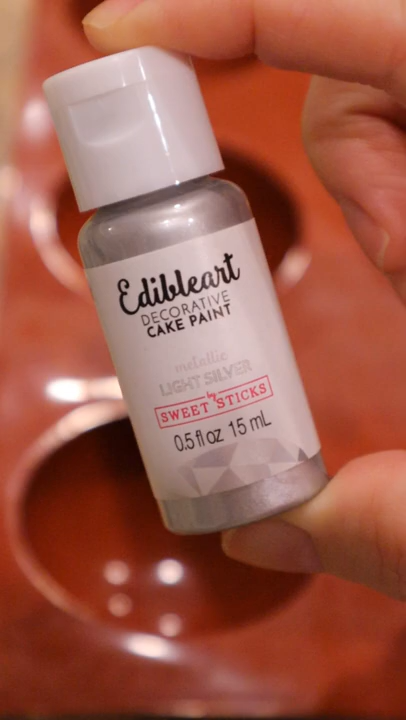 Edibleart
DECORATIVE
CAKE PAINT
metallic
LIGHT SILVER
by
SWEET STICKS
0.5 fl oz 15 mL